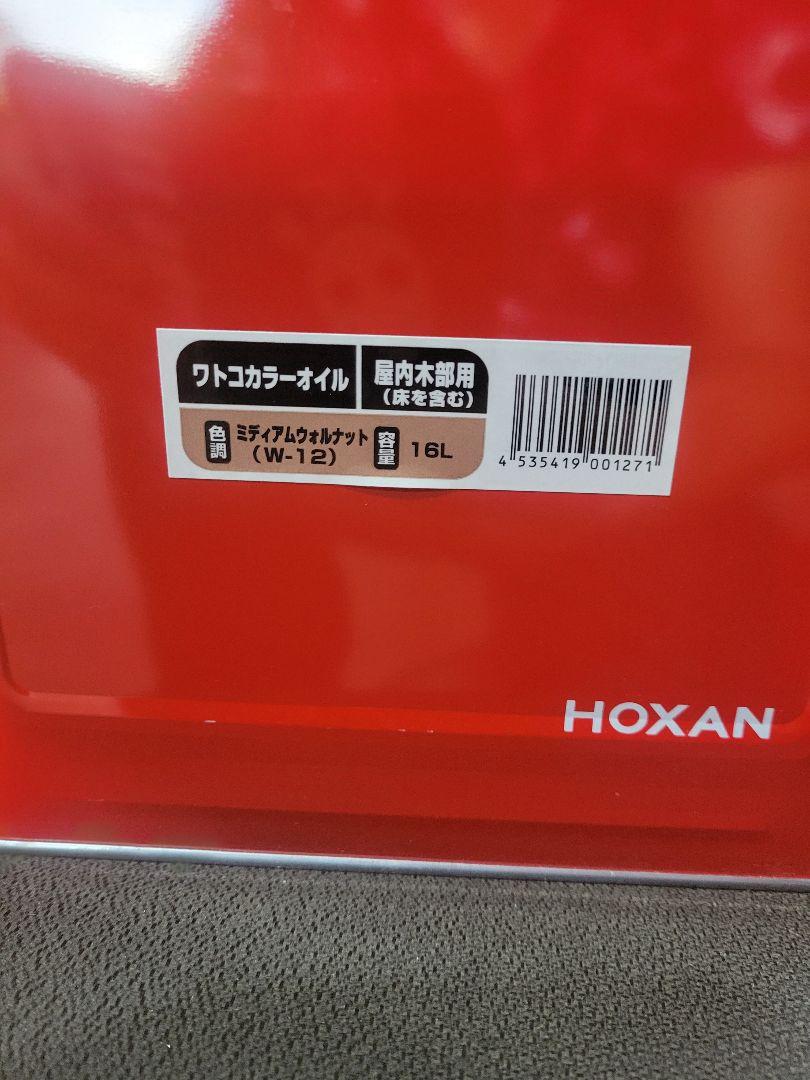 ワトコカラーオイル
屋内木部用
(床を含む)
色調 ミディアムウォルナット
(W-12)
容量 16L
4 535419 001271
HOXAN